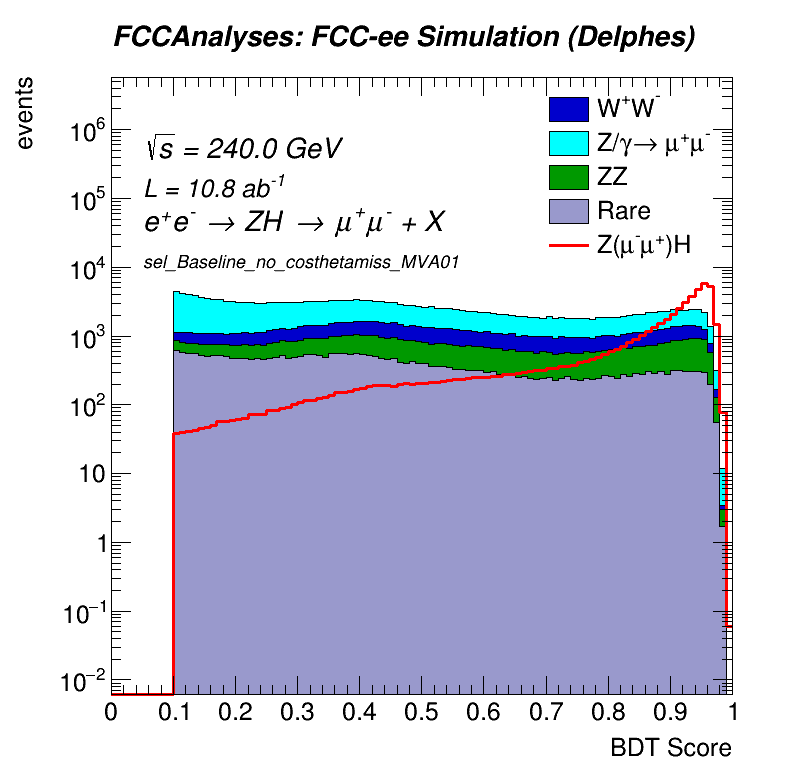 FCCAnalyses: FCC-ee Simulation (Delphes)
events
W⁺W⁻
Z/γ→ μ⁺μ⁻
ZZ
Rare
Z(μ⁻μ⁺)H
√s = 240.0 GeV
L = 10.8 ab⁻¹
e⁺e⁻ → ZH → μ⁺μ⁻ + X
sel_Baseline_no_costhetamiss_MVA01
10⁶
10⁵
10⁴
10³
10²
10
1
10⁻¹
10⁻²
0 0.1 0.2 0.3 0.4 0.5 0.6 0.7 0.8 0.9 1
BDT Score